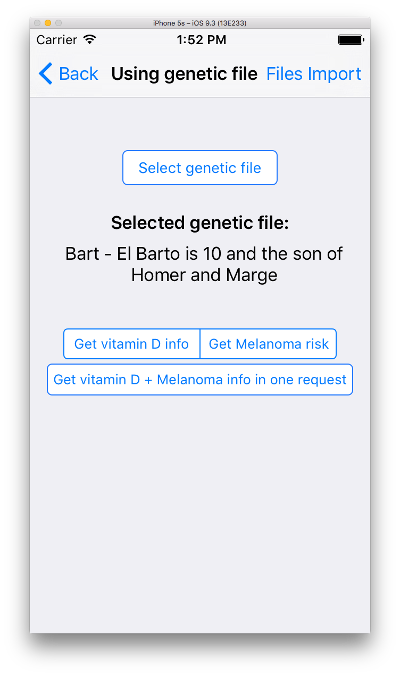 iPhone 5s – iOS 9.3 (13E233)
Carrier 1:52 PM
Back Using genetic file Files Import
Select genetic file
Selected genetic file:
Bart - El Barto is 10 and the son of
Homer and Marge
Get vitamin D info Get Melanoma risk
Get vitamin D + Melanoma info in one request